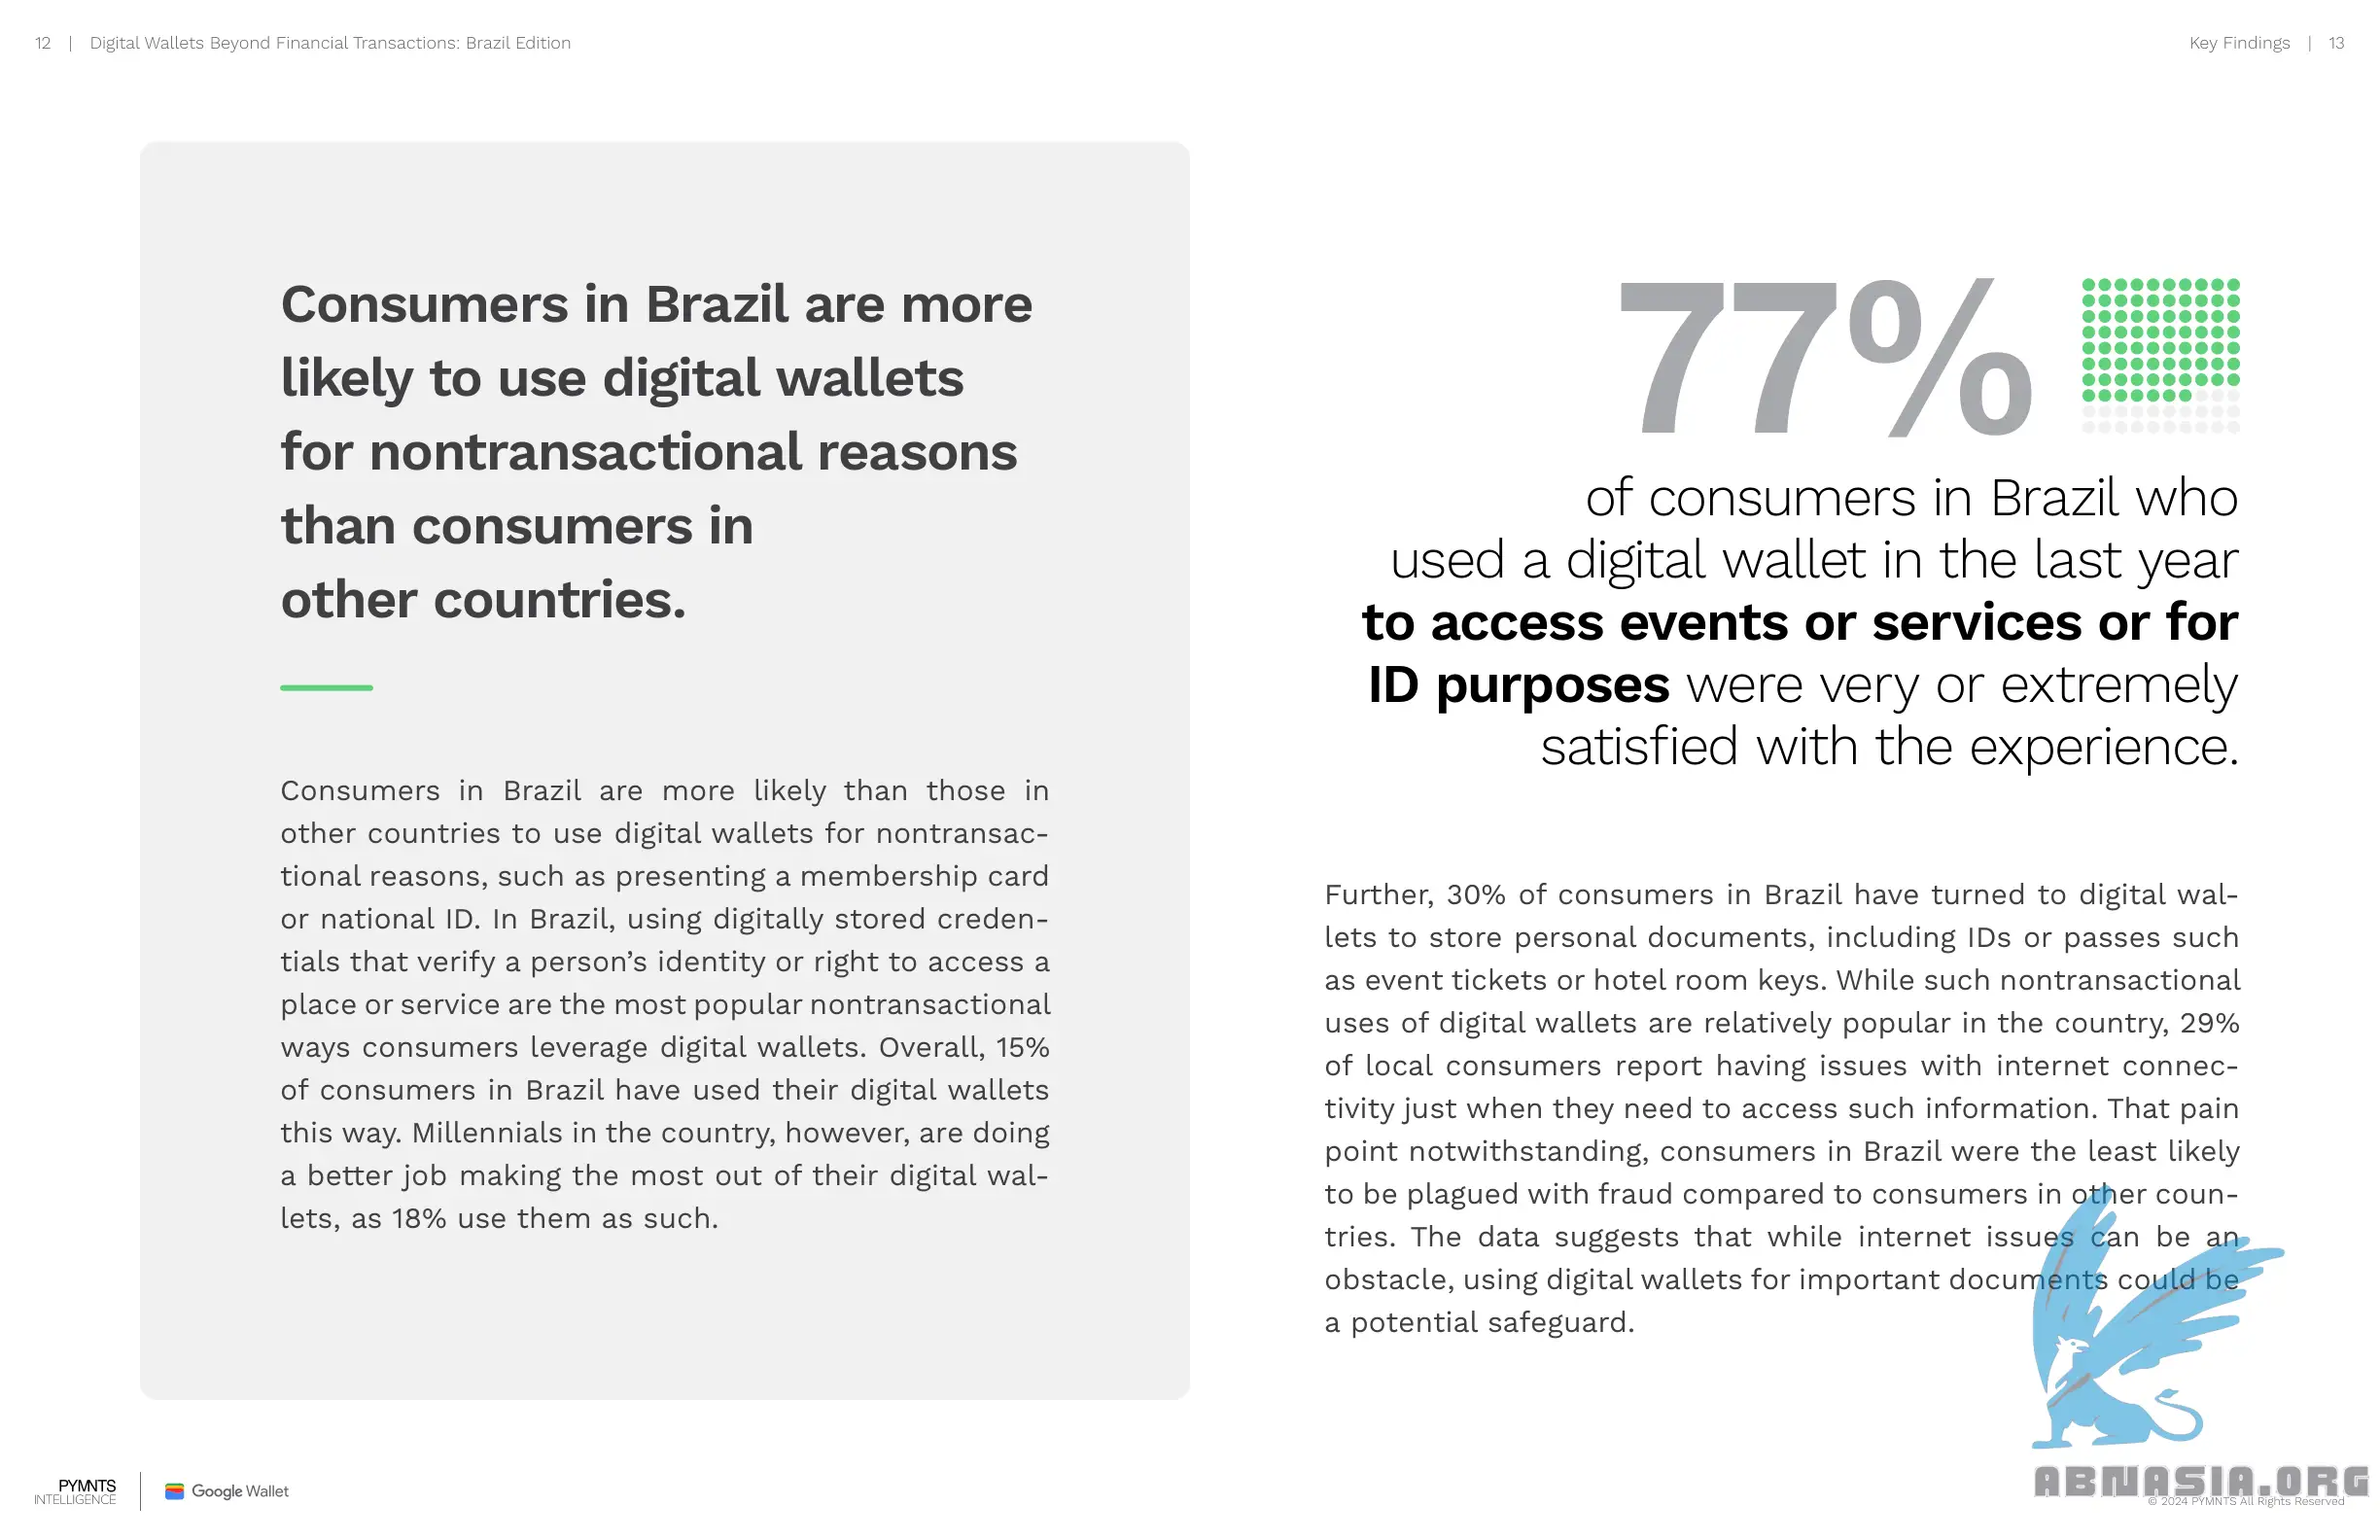 12 | Digital Wallets Beyond Financial Transactions: Brazil Edition
Key Findings | 13
Consumers in Brazil are more
likely to use digital wallets
for nontransactional reasons
than consumers in
other countries.
Consumers in Brazil are more likely than those in
other countries to use digital wallets for nontransac-
tional reasons, such as presenting a membership card
or national ID. In Brazil, using digitally stored creden-
tials that verify a person’s identity or right to access a
place or service are the most popular nontransactional
ways consumers leverage digital wallets. Overall, 15%
of consumers in Brazil have used their digital wallets
this way. Millennials in the country, however, are doing
a better job making the most out of their digital wal-
lets, as 18% use them as such.
77%
of consumers in Brazil who
used a digital wallet in the last year
to access events or services or for
ID purposes were very or extremely
satisfied with the experience.
Further, 30% of consumers in Brazil have turned to digital wal-
lets to store personal documents, including IDs or passes such
as event tickets or hotel room keys. While such nontransactional
uses of digital wallets are relatively popular in the country, 29%
of local consumers report having issues with internet connec-
tivity just when they need to access such information. That pain
point notwithstanding, consumers in Brazil were the least likely
to be plagued with fraud compared to consumers in other coun-
tries. The data suggests that while internet issues can be an
obstacle, using digital wallets for important documents could be
a potential safeguard.
PYMNTS
INTELLIGENCE
Google Wallet
ABNASIA.ORG
© 2024 PYMNTS All Rights Reserved